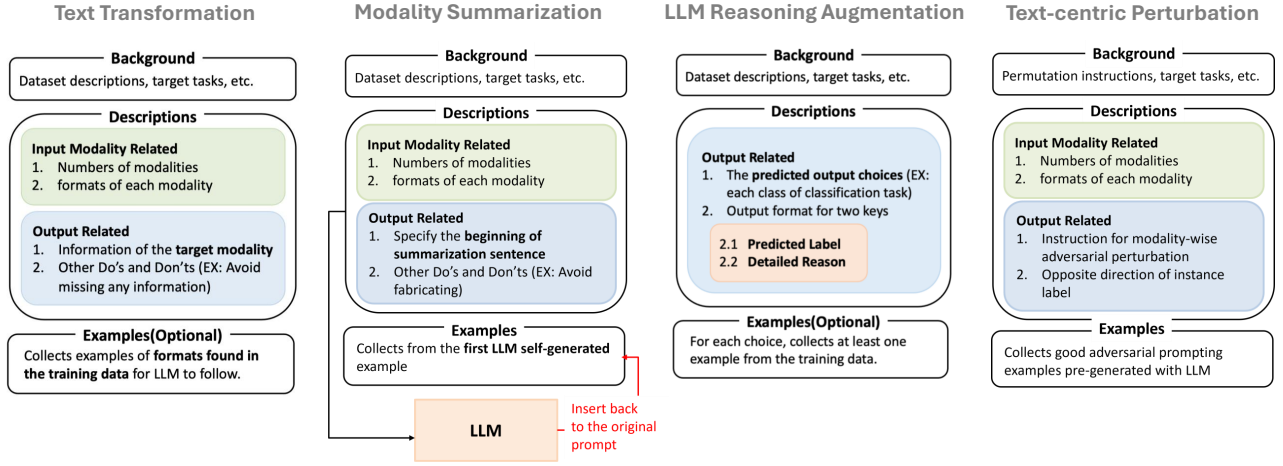 Text Transformation
Background
Dataset descriptions, target tasks, etc.
Descriptions
Input Modality Related
1. Numbers of modalities
2. formats of each modality
Output Related
1. Information of the target modality
2. Other Do's and Don'ts (EX: Avoid
missing any information)
Examples(Optional)
Collects examples of formats found in
the training data for LLM to follow.
Modality Summarization
Background
Dataset descriptions, target tasks, etc.
Descriptions
Input Modality Related
1. Numbers of modalities
2. formats of each modality
Output Related
1. Specify the beginning of
summarization sentence
2. Other Do's and Don'ts (EX: Avoid
fabricating)
Examples
Collects from the first LLM self-generated
example
LLM
Insert back
to the original
prompt
LLM Reasoning Augmentation
Background
Dataset descriptions, target tasks, etc.
Descriptions
Output Related
1. The predicted output choices (EX:
each class of classification task)
2. Output format for two keys
2.1 Predicted Label
2.2 Detailed Reason
Examples(Optional)
For each choice, collects at least one
example from the training data.
Text-centric Perturbation
Background
Permutation instructions, target tasks, etc.
Descriptions
Input Modality Related
1. Numbers of modalities
2. formats of each modality
Output Related
1. Instruction for modality-wise
adversarial perturbation
2. Opposite direction of instance
label
Examples
Collects good adversarial prompting
examples pre-generated with LLM